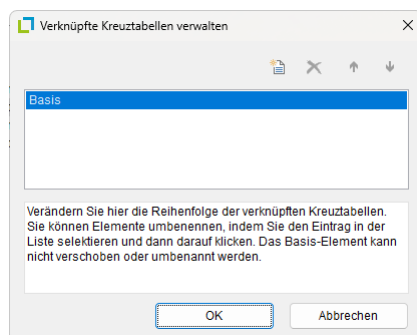 Verknüpfte Kreuztabellen verwalten
Basis
Verändern Sie hier die Reihenfolge der verknüpften Kreuztabellen.
Sie können Elemente umbenennen, indem Sie den Eintrag in der
Liste selektieren und dann darauf klicken. Das Basis-Element kann
nicht verschoben oder umbenannt werden.
OK
Abbrechen